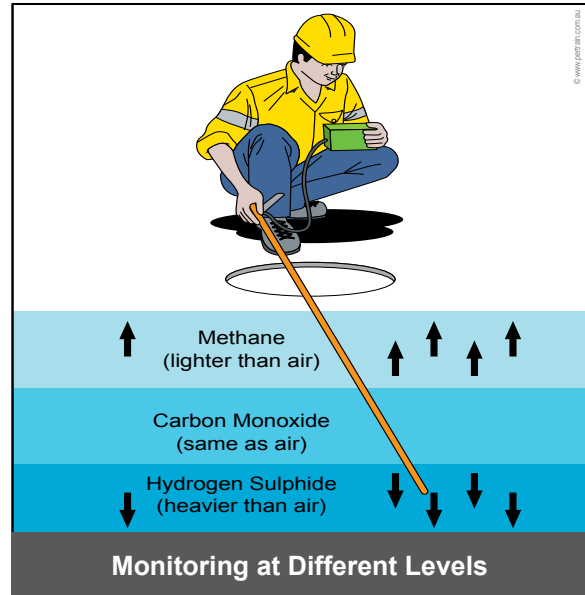 © www.pertrain.com.au
Methane
(lighter than air)
Carbon Monoxide
(same as air)
Hydrogen Sulphide
(heavier than air)
Monitoring at Different Levels